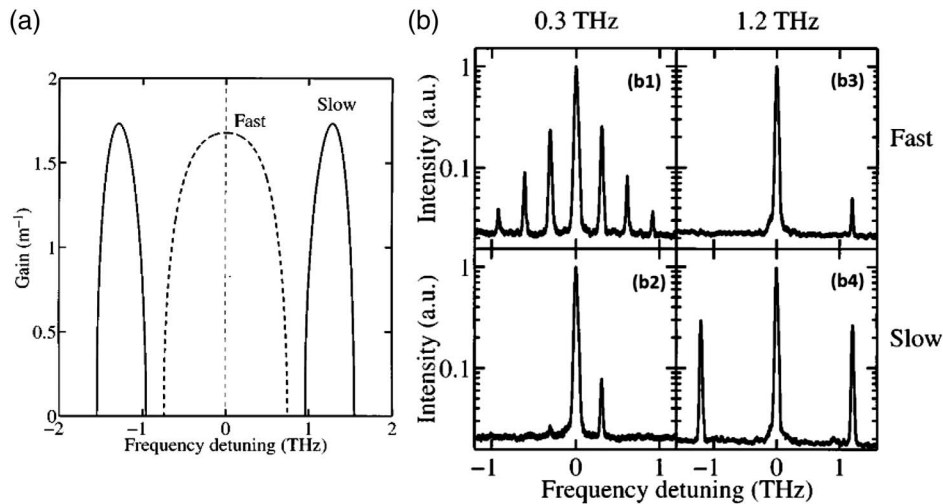 (a)
Gain (m⁻¹)
2
1.5
1
0.5
0
Fast
Slow
−2
−1
0
1
2
Frequency detuning (THz)
(b)
0.3 THz
1.2 THz
Intensity (a.u.)
1
0.1
(b1)
(b3)
Fast
Intensity (a.u.)
1
0.1
(b2)
(b4)
Slow
−1
0
1
−1
0
1
Frequency detuning (THz)